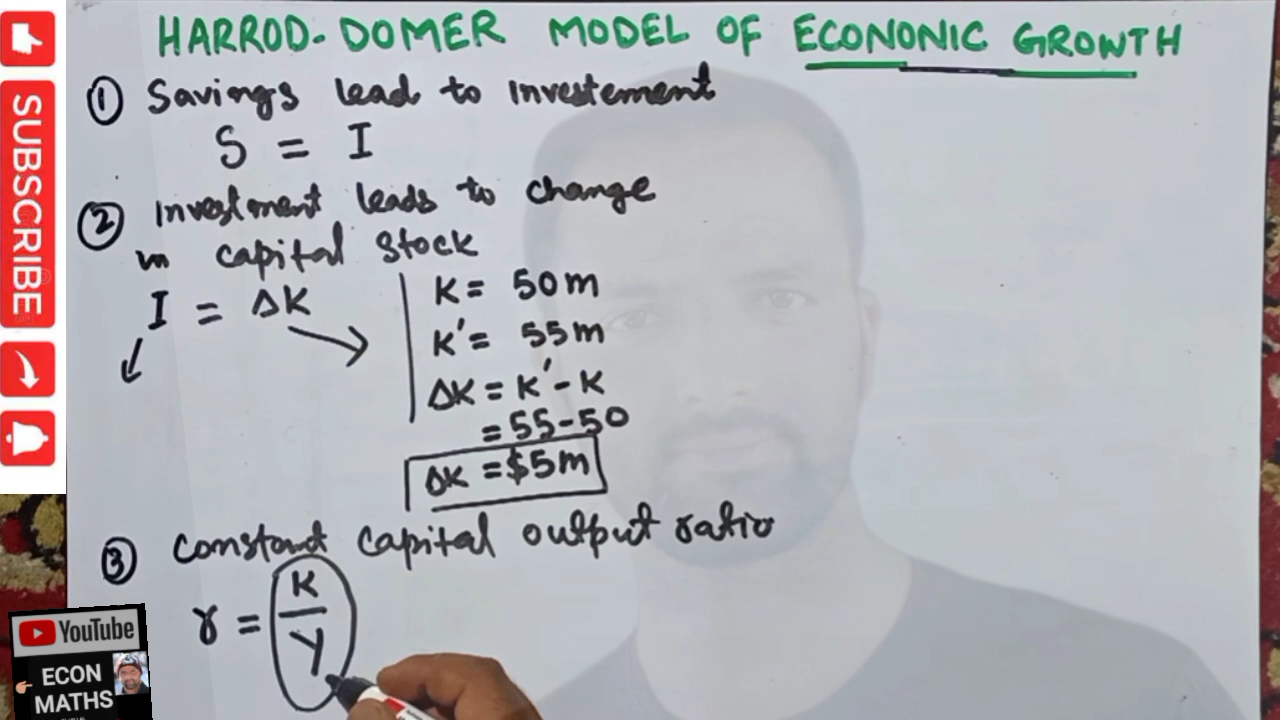 HARROD-DOMER MODEL OF ECONONIC GROWTH
① Savings lead to Investement
S = I
② Investment leads to change
in capital stock
I = ΔK
K = 50m
K' = 55m
ΔK = K' - K
= 55-50
ΔK = $5m
③ Constant capital output ratio
γ = K/Y
SUBSCRIBE
YouTube
ECON
MATHS